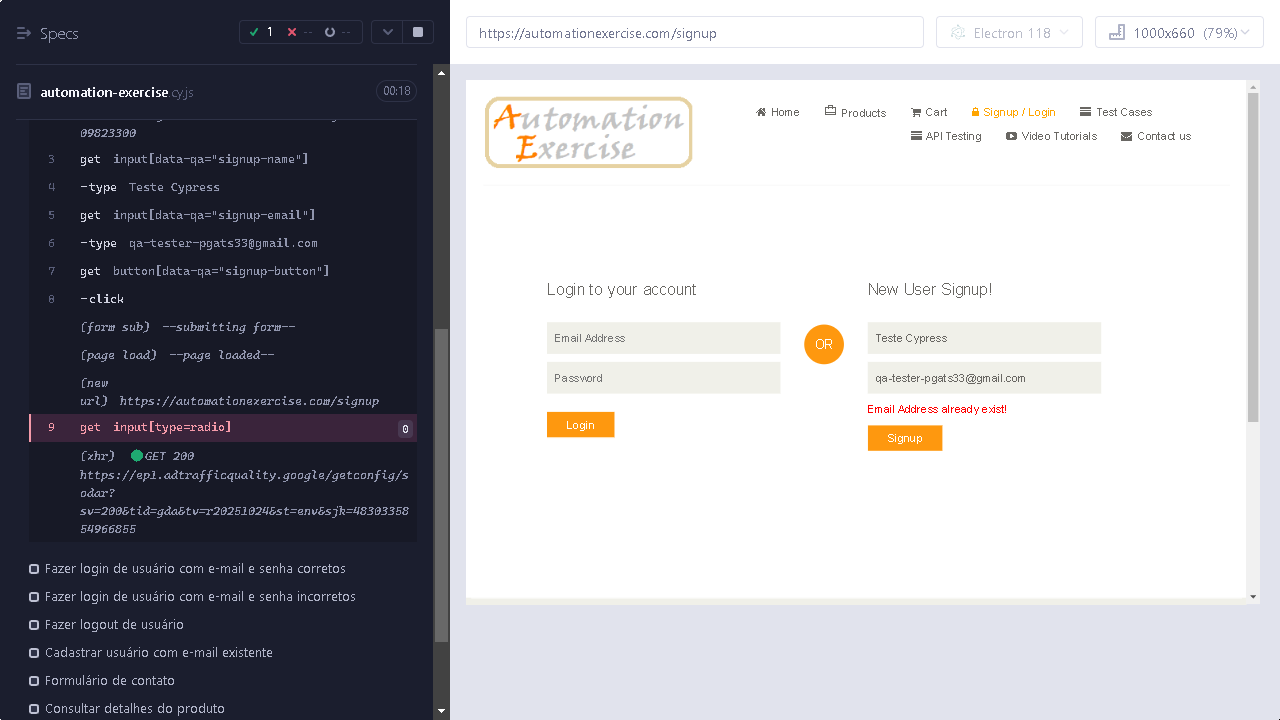 Specs
1
--
--
automation-exercise.cy.js
00:18
09823300
3 get input[data-qa="signup-name"]
4 -type Teste Cypress
5 get input[data-qa="signup-email"]
6 -type qa-tester-pgats33@gmail.com
7 get button[data-qa="signup-button"]
8 -click
(form sub) --submitting form--
(page load) --page loaded--
(new
url) https://automationexercise.com/signup
9 get input[type=radio] 0
(xhr) GET 200
https://ep1.adtrafficquality.google/getconfig/s
odar?
sv=200&tid=gda&tv=r20251024&st=env&sjk=48303358
54966855
Fazer login de usuário com e-mail e senha corretos
Fazer login de usuário com e-mail e senha incorretos
Fazer logout de usuário
Cadastrar usuário com e-mail existente
Formulário de contato
Consultar detalhes do produto
https://automationexercise.com/signup
Electron 118
1000x660 (79%)
Automation
Exercise
Home
Products
Cart
Signup / Login
Test Cases
API Testing
Video Tutorials
Contact us
Login to your account
Email Address
Password
Login
OR
New User Signup!
Teste Cypress
qa-tester-pgats33@gmail.com
Email Address already exist!
Signup